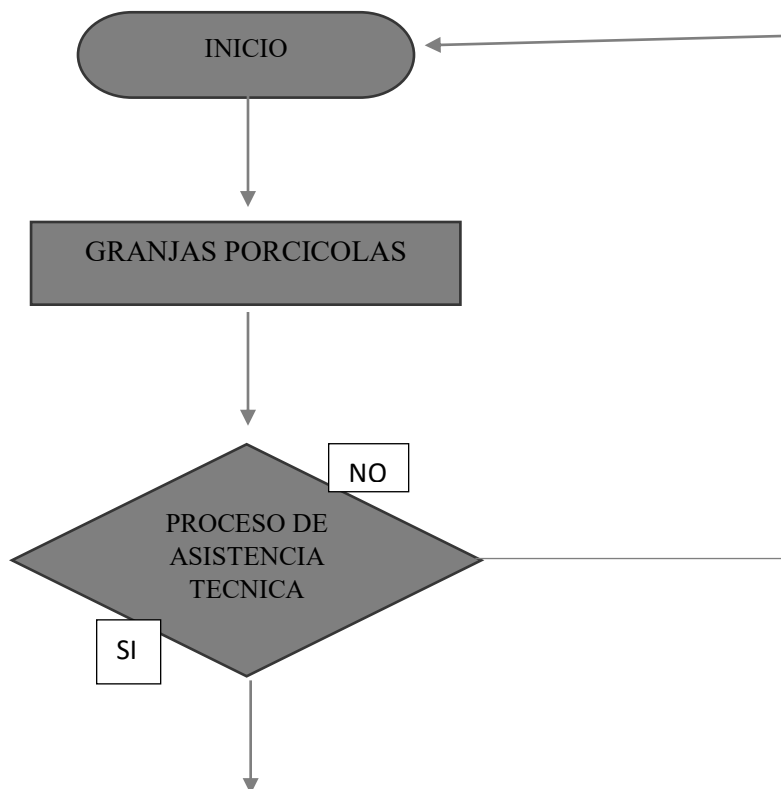 INICIO
GRANJAS PORCICOLAS
NO
PROCESO DE
ASISTENCIA
TECNICA
SI